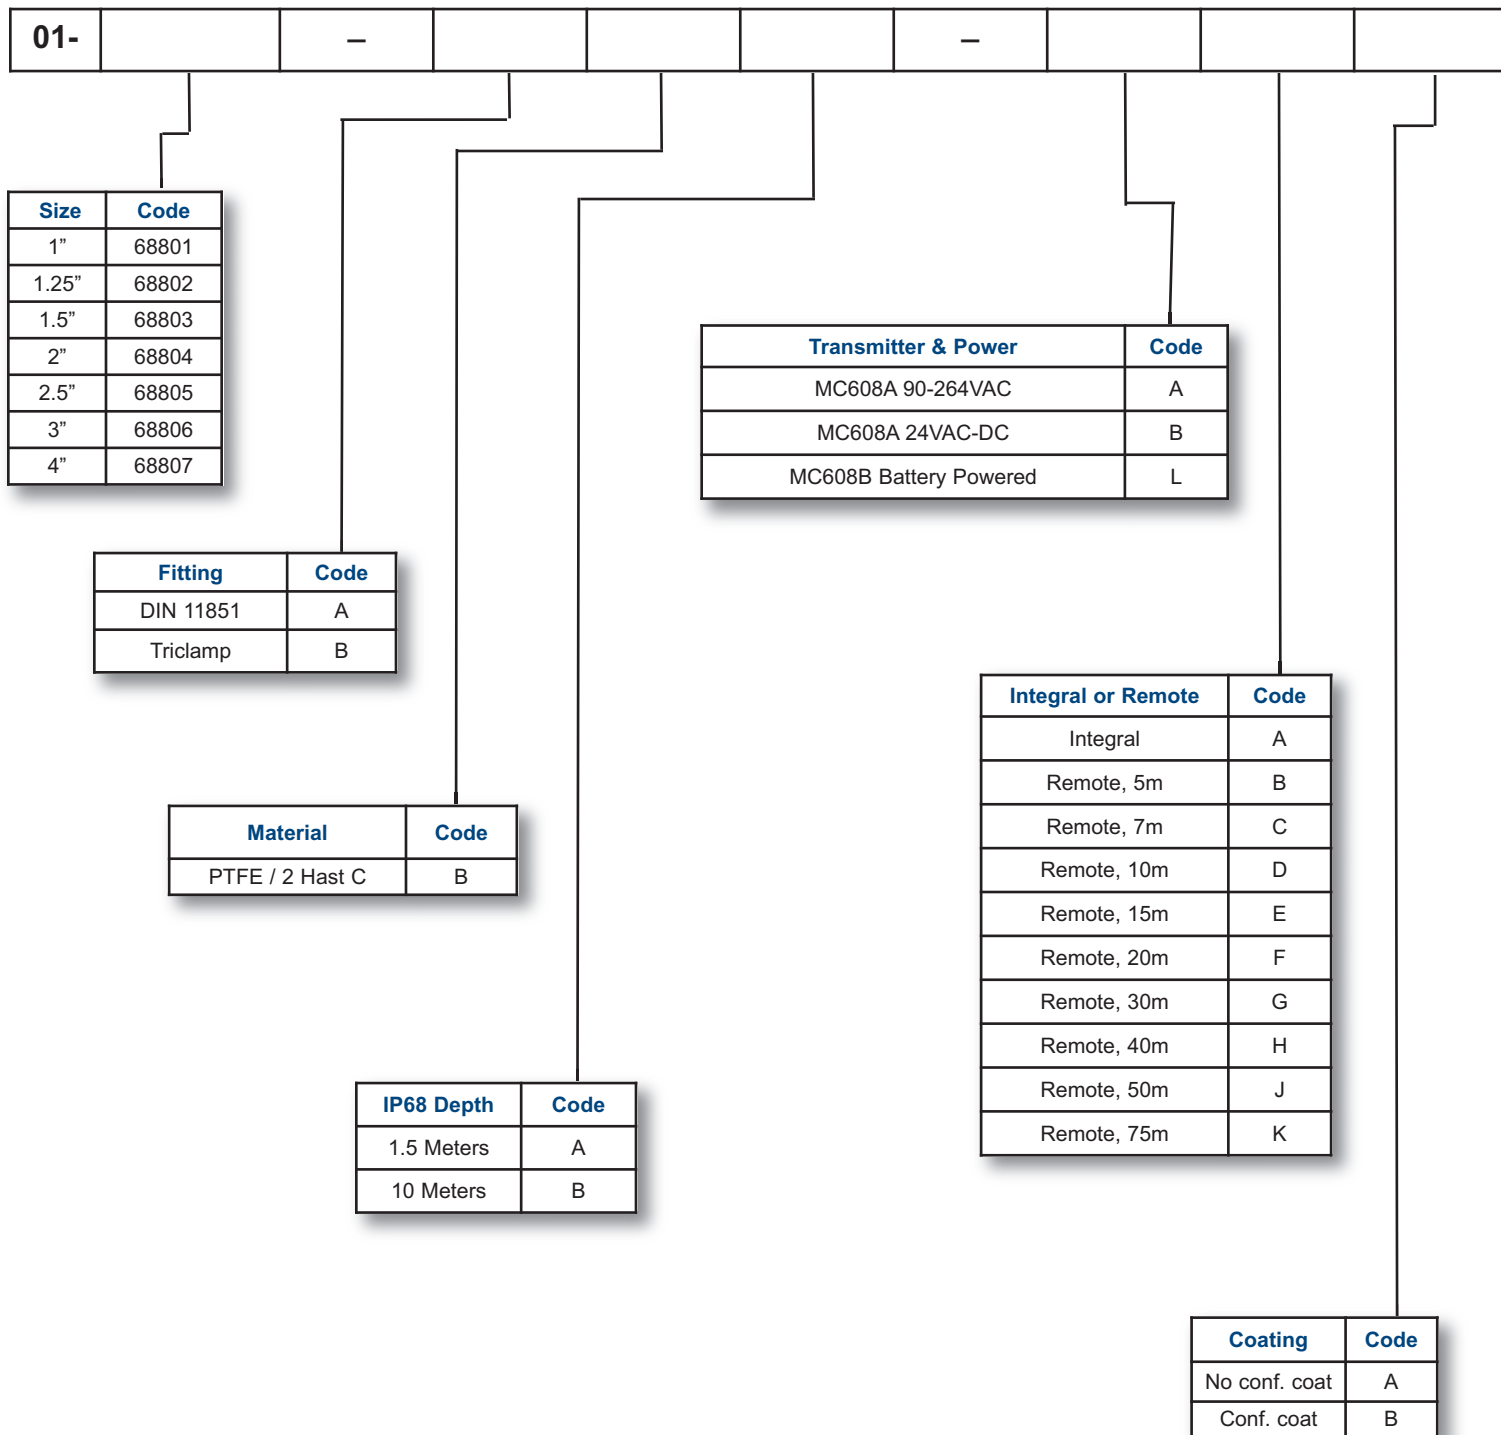 01- – –
Size Code
1” 68801
1.25” 68802
1.5” 68803
2” 68804
2.5” 68805
3” 68806
4” 68807
Transmitter & Power Code
MC608A 90-264VAC A
MC608A 24VAC-DC B
MC608B Battery Powered L
Fitting Code
DIN 11851 A
Triclamp B
Integral or Remote Code
Integral A
Remote, 5m B
Remote, 7m C
Remote, 10m D
Remote, 15m E
Remote, 20m F
Remote, 30m G
Remote, 40m H
Remote, 50m J
Remote, 75m K
Material Code
PTFE / 2 Hast C B
IP68 Depth Code
1.5 Meters A
10 Meters B
Coating Code
No conf. coat A
Conf. coat B